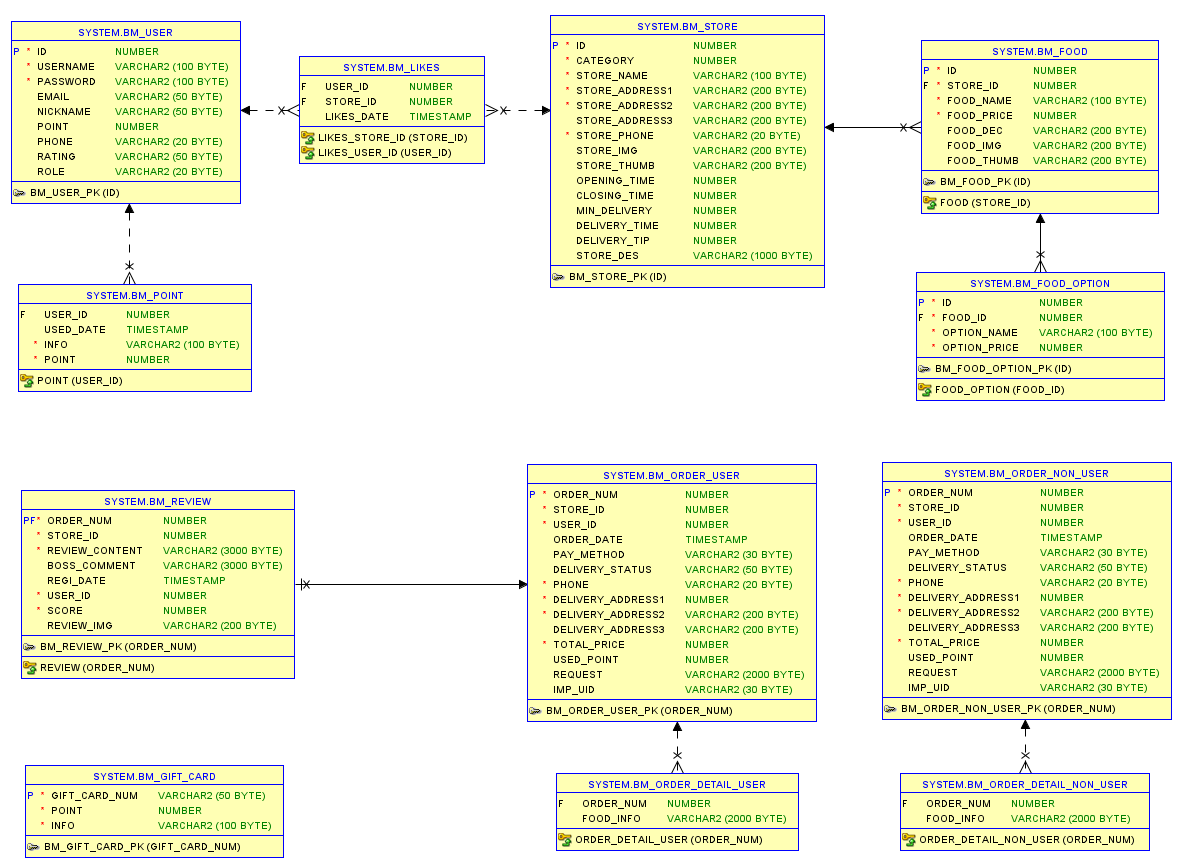 SYSTEM.BM_USER
P * ID NUMBER
* USERNAME VARCHAR2 (100 BYTE)
* PASSWORD VARCHAR2 (100 BYTE)
EMAIL VARCHAR2 (50 BYTE)
NICKNAME VARCHAR2 (50 BYTE)
POINT NUMBER
PHONE VARCHAR2 (20 BYTE)
RATING VARCHAR2 (50 BYTE)
ROLE VARCHAR2 (20 BYTE)
BM_USER_PK (ID)
SYSTEM.BM_LIKES
F USER_ID NUMBER
F STORE_ID NUMBER
LIKES_DATE TIMESTAMP
LIKES_STORE_ID (STORE_ID)
LIKES_USER_ID (USER_ID)
SYSTEM.BM_STORE
P * ID NUMBER
* CATEGORY NUMBER
* STORE_NAME VARCHAR2 (100 BYTE)
* STORE_ADDRESS1 VARCHAR2 (200 BYTE)
* STORE_ADDRESS2 VARCHAR2 (200 BYTE)
STORE_ADDRESS3 VARCHAR2 (200 BYTE)
* STORE_PHONE VARCHAR2 (20 BYTE)
STORE_IMG VARCHAR2 (200 BYTE)
STORE_THUMB VARCHAR2 (200 BYTE)
OPENING_TIME NUMBER
CLOSING_TIME NUMBER
MIN_DELIVERY NUMBER
DELIVERY_TIME NUMBER
DELIVERY_TIP NUMBER
STORE_DES VARCHAR2 (1000 BYTE)
BM_STORE_PK (ID)
SYSTEM.BM_FOOD
P * ID NUMBER
F * STORE_ID NUMBER
* FOOD_NAME VARCHAR2 (100 BYTE)
* FOOD_PRICE NUMBER
FOOD_DEC VARCHAR2 (200 BYTE)
FOOD_IMG VARCHAR2 (200 BYTE)
FOOD_THUMB VARCHAR2 (200 BYTE)
BM_FOOD_PK (ID)
FOOD (STORE_ID)
SYSTEM.BM_POINT
F USER_ID NUMBER
USED_DATE TIMESTAMP
* INFO VARCHAR2 (100 BYTE)
* POINT NUMBER
POINT (USER_ID)
SYSTEM.BM_FOOD_OPTION
P * ID NUMBER
F * FOOD_ID NUMBER
* OPTION_NAME VARCHAR2 (100 BYTE)
* OPTION_PRICE NUMBER
BM_FOOD_OPTION_PK (ID)
FOOD_OPTION (FOOD_ID)
SYSTEM.BM_REVIEW
PF* ORDER_NUM NUMBER
* STORE_ID NUMBER
* REVIEW_CONTENT VARCHAR2 (3000 BYTE)
BOSS_COMMENT VARCHAR2 (3000 BYTE)
REGI_DATE TIMESTAMP
* USER_ID NUMBER
* SCORE NUMBER
REVIEW_IMG VARCHAR2 (200 BYTE)
BM_REVIEW_PK (ORDER_NUM)
REVIEW (ORDER_NUM)
SYSTEM.BM_ORDER_USER
P * ORDER_NUM NUMBER
* STORE_ID NUMBER
* USER_ID NUMBER
ORDER_DATE TIMESTAMP
PAY_METHOD VARCHAR2 (30 BYTE)
DELIVERY_STATUS VARCHAR2 (50 BYTE)
* PHONE VARCHAR2 (20 BYTE)
* DELIVERY_ADDRESS1 NUMBER
* DELIVERY_ADDRESS2 VARCHAR2 (200 BYTE)
DELIVERY_ADDRESS3 VARCHAR2 (200 BYTE)
* TOTAL_PRICE NUMBER
USED_POINT NUMBER
REQUEST VARCHAR2 (2000 BYTE)
IMP_UID VARCHAR2 (30 BYTE)
BM_ORDER_USER_PK (ORDER_NUM)
SYSTEM.BM_ORDER_NON_USER
P * ORDER_NUM NUMBER
* STORE_ID NUMBER
* USER_ID NUMBER
ORDER_DATE TIMESTAMP
PAY_METHOD VARCHAR2 (30 BYTE)
DELIVERY_STATUS VARCHAR2 (50 BYTE)
* PHONE VARCHAR2 (20 BYTE)
* DELIVERY_ADDRESS1 NUMBER
* DELIVERY_ADDRESS2 VARCHAR2 (200 BYTE)
DELIVERY_ADDRESS3 VARCHAR2 (200 BYTE)
* TOTAL_PRICE NUMBER
USED_POINT NUMBER
REQUEST VARCHAR2 (2000 BYTE)
IMP_UID VARCHAR2 (30 BYTE)
BM_ORDER_NON_USER_PK (ORDER_NUM)
SYSTEM.BM_GIFT_CARD
P * GIFT_CARD_NUM VARCHAR2 (50 BYTE)
* POINT NUMBER
* INFO VARCHAR2 (100 BYTE)
BM_GIFT_CARD_PK (GIFT_CARD_NUM)
SYSTEM.BM_ORDER_DETAIL_USER
F ORDER_NUM NUMBER
FOOD_INFO VARCHAR2 (2000 BYTE)
ORDER_DETAIL_USER (ORDER_NUM)
SYSTEM.BM_ORDER_DETAIL_NON_USER
F ORDER_NUM NUMBER
FOOD_INFO VARCHAR2 (2000 BYTE)
ORDER_DETAIL_NON_USER (ORDER_NUM)